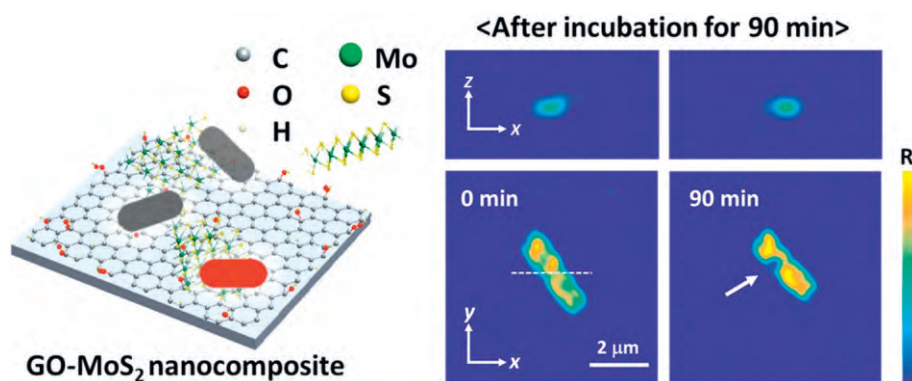 C
Mo
O
S
H
GO-MoS₂ nanocomposite
<After incubation for 90 min>
z
x
0 min
90 min
y
x
2 μm
R